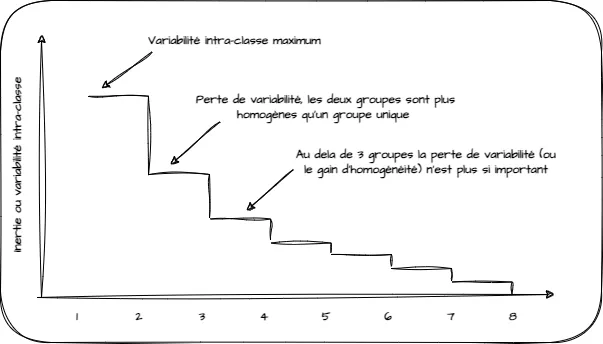 Variabilité intra-classe maximum
Perte de variabilité, les deux groupes sont plus
homogènes qu'un groupe unique
Au dela de 3 groupes la perte de variabilité (ou
le gain d'homogénéité) n'est plus si important
inertie ou variabilité intra-classe
1 2 3 4 5 6 7 8